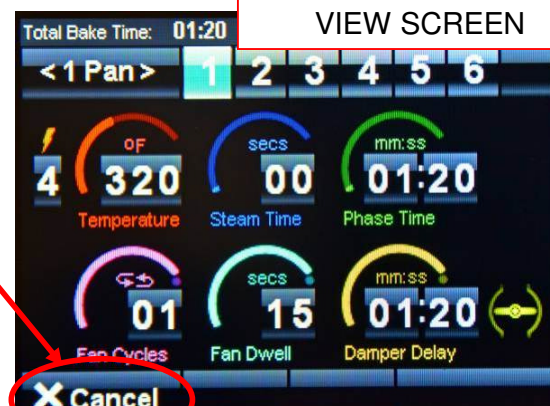 VIEW SCREEN
Total Bake Time: 01:20
< 1 Pan > 1 2 3 4 5 6
4
oF
320
Temperature
secs
00
Steam Time
mm:ss
01:20
Phase Time
01
Fan Cycles
secs
15
Fan Dwell
mm:ss
01:20
Damper Delay
Cancel